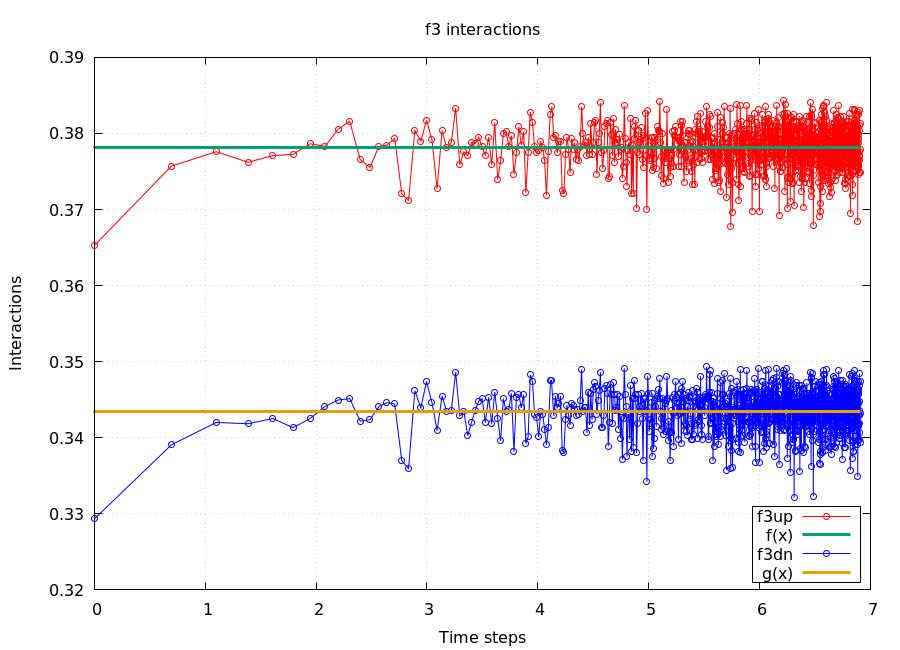 f3 interactions
0.39
0.38
0.37
0.36
0.35
0.34
0.33
0.32
Interactions
f3up
f(x)
f3dn
g(x)
0 1 2 3 4 5 6 7
Time steps